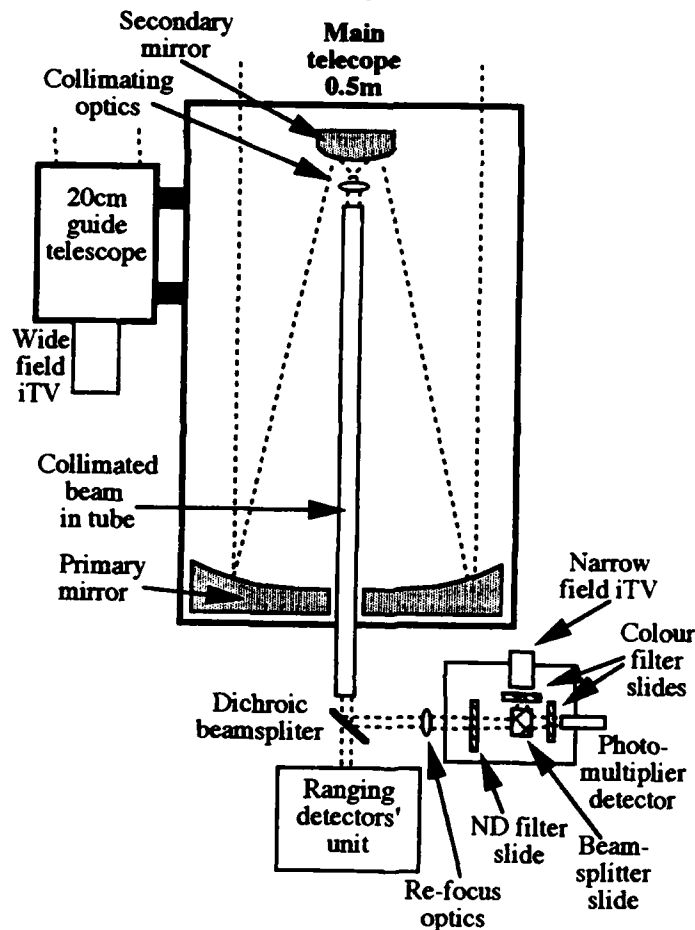 Secondary
mirror
Main
telecope
0.5m
Collimating
optics
20cm
guide
telescope
Wide
field
iTV
Collimated
beam
in tube
Primary
mirror
Narrow
field iTV
Colour
filter
slides
Dichroic
beamspliter
Photo-
multiplier
detector
Ranging
detectors'
unit
ND filter
slide
Beam-
splitter
slide
Re-focus
optics